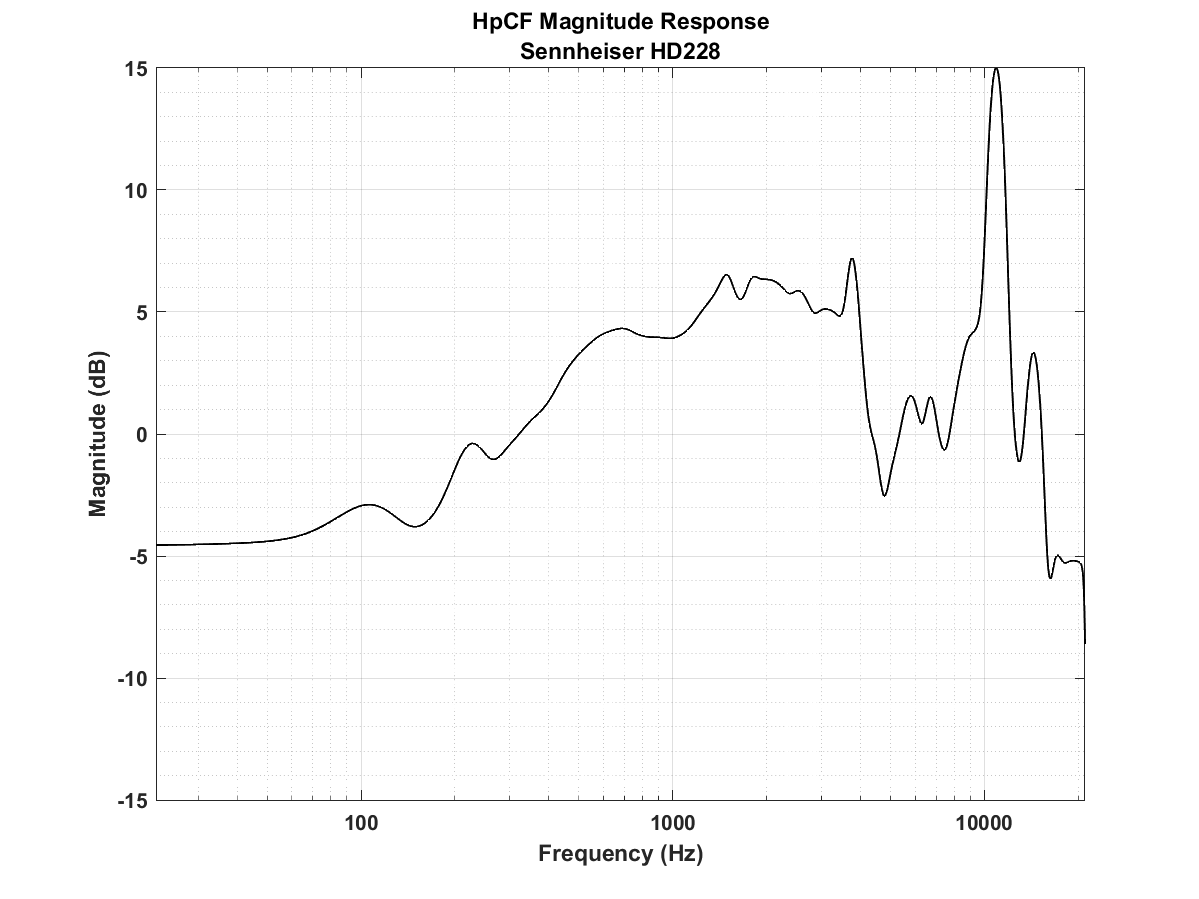 HpCF Magnitude Response
Sennheiser HD228
15
10
5
0
-5
-10
-15
Magnitude (dB)
100
1000
10000
Frequency (Hz)